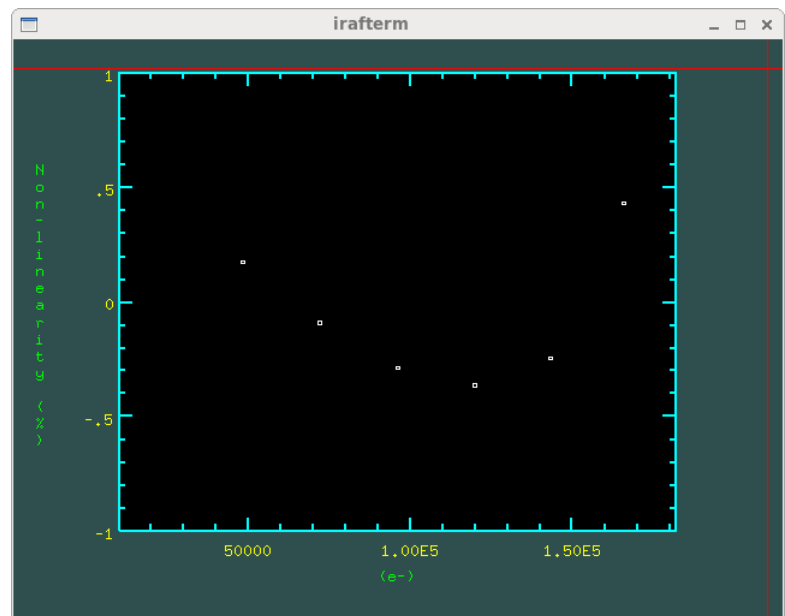 irafterm
1
.5
0
-.5
-1
Non-linearity (%)
50000 1.00E5 1.50E5
(e-)